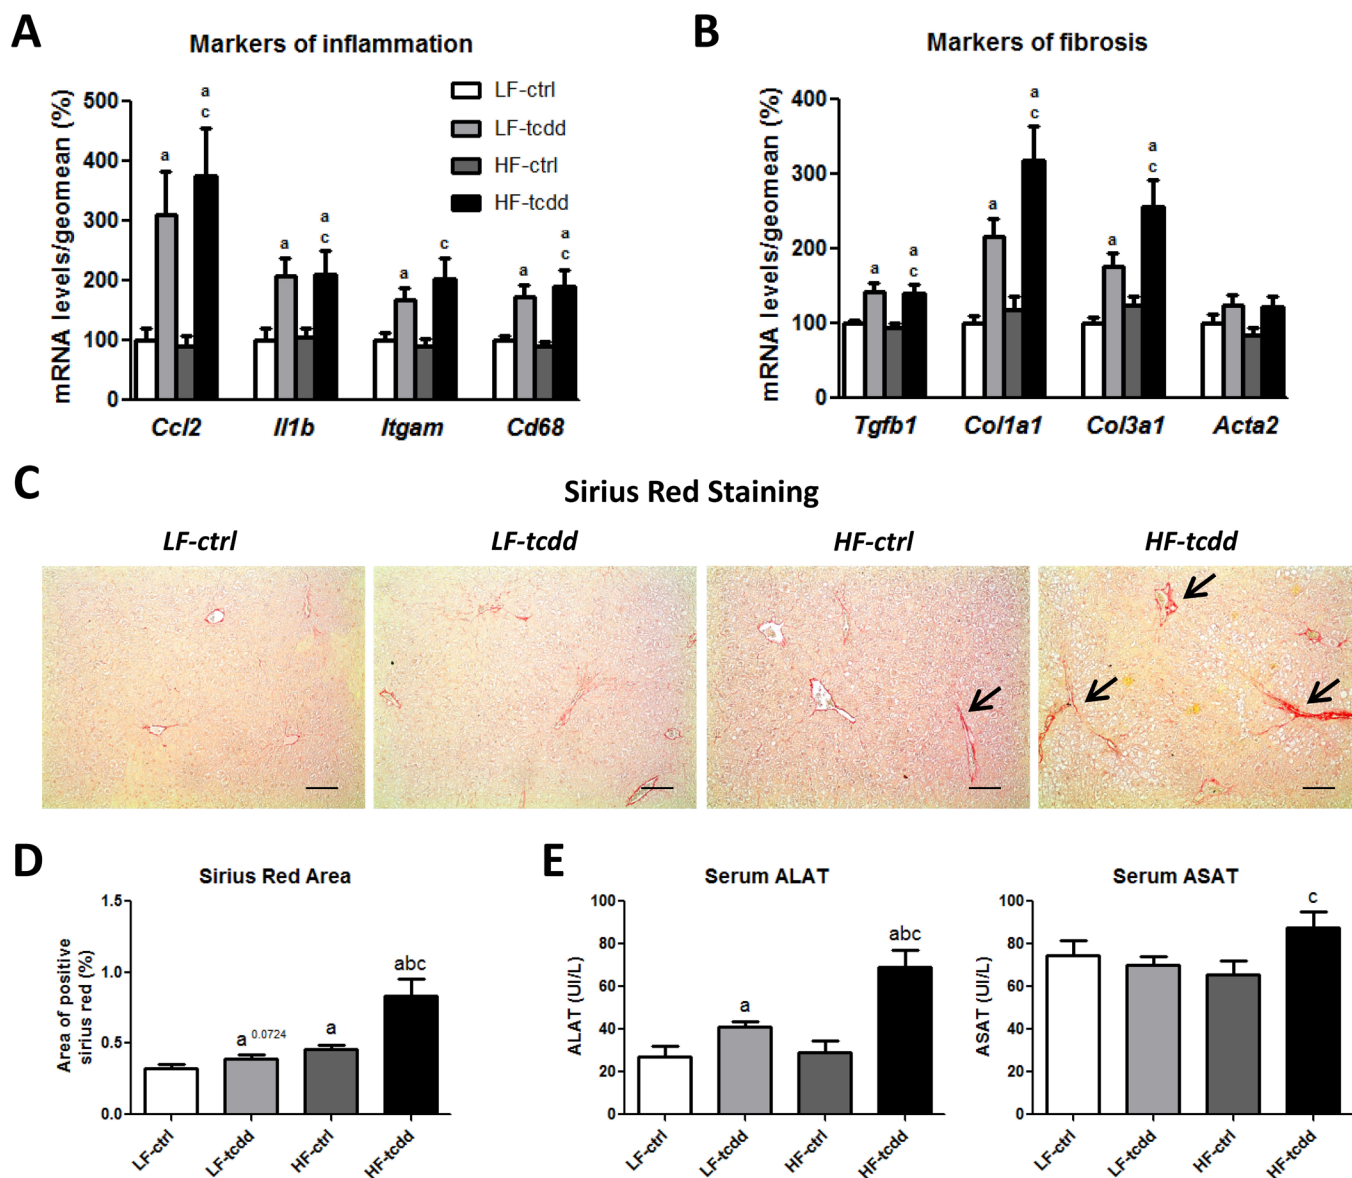 A
Markers of inflammation
mRNA levels/geomean (%)
500
400
300
200
100
0
a
a
c
a
a
c
a
c
a
a
c
LF-ctrl
LF-tcdd
HF-ctrl
HF-tcdd
Ccl2 Il1b Itgam Cd68
B
Markers of fibrosis
mRNA levels/geomean (%)
400
300
200
100
0
a
a
c
a
a
c
a
a
c
Tgfb1 Col1a1 Col3a1 Acta2
C
Sirius Red Staining
LF-ctrl LF-tcdd HF-ctrl HF-tcdd
D
Sirius Red Area
Area of positive
sirius red (%)
1.5
1.0
0.5
0.0
a 0.0724
a
abc
LF-ctrl LF-tcdd HF-ctrl HF-tcdd
E
Serum ALAT
ALAT (UI/L)
100
80
60
40
20
0
a
abc
LF-ctrl LF-tcdd HF-ctrl HF-tcdd
Serum ASAT
ASAT (UI/L)
100
80
60
40
20
0
c
LF-ctrl LF-tcdd HF-ctrl HF-tcdd